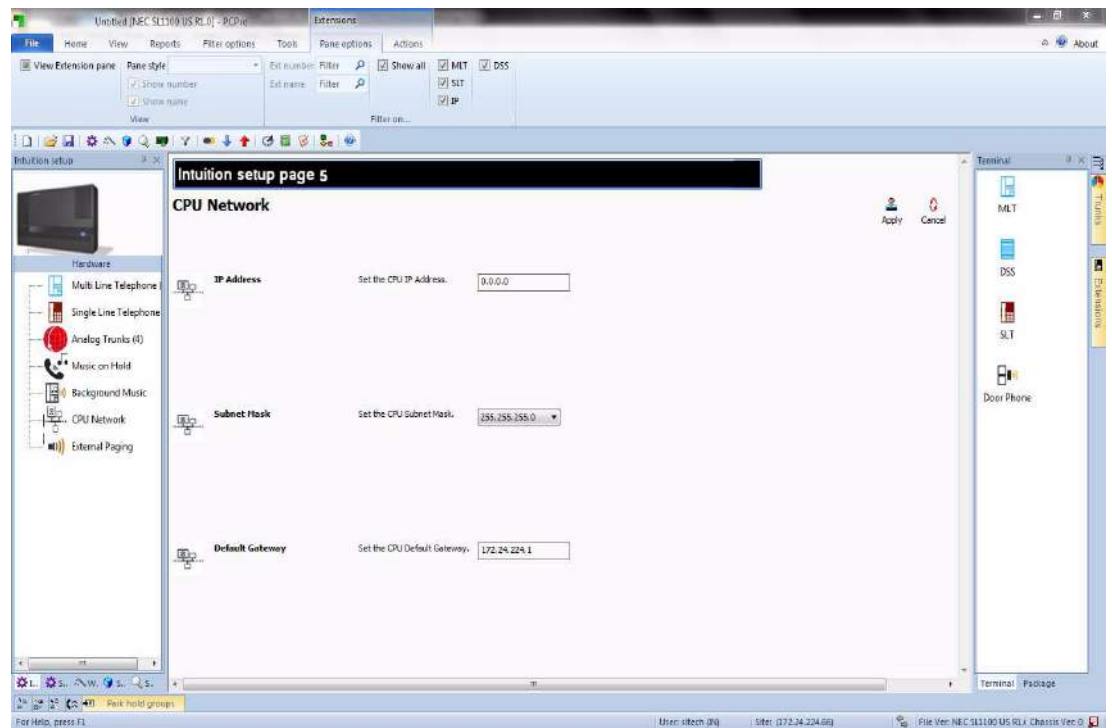 Untitled [NEC SL1100 US R1.0] - PCPro
Extensions
File Home View Reports Filter options Tools Pane options Actions
About
View Extension pane Pane style Ext number Filter Show all MLT DSS
Show number Ext name Filter SLT
Show name IP
View Filter on...
Intuition setup
Intuition setup page 5
Terminal
CPU Network
Apply Cancel
MLT
Trunks
Hardware
DSS
Extensions
Multi Line Telephone
IP Address Set the CPU IP Address. 0.0.0.0
Single Line Telephone
SLT
Analog Trunks (4)
Music on Hold
Background Music
Door Phone
CPU Network
Subnet Mask Set the CPU Subnet Mask. 255.255.255.0
External Paging
Default Gateway Set the CPU Default Gateway. 172.24.224.1
I... S... W. S... S.
Terminal Package
Park hold groups
For Help, press F1
User: sltech (IN) Site: (172.24.224.66) File Ver: NEC SL1100 US R1.0 Chassis Ver: 0